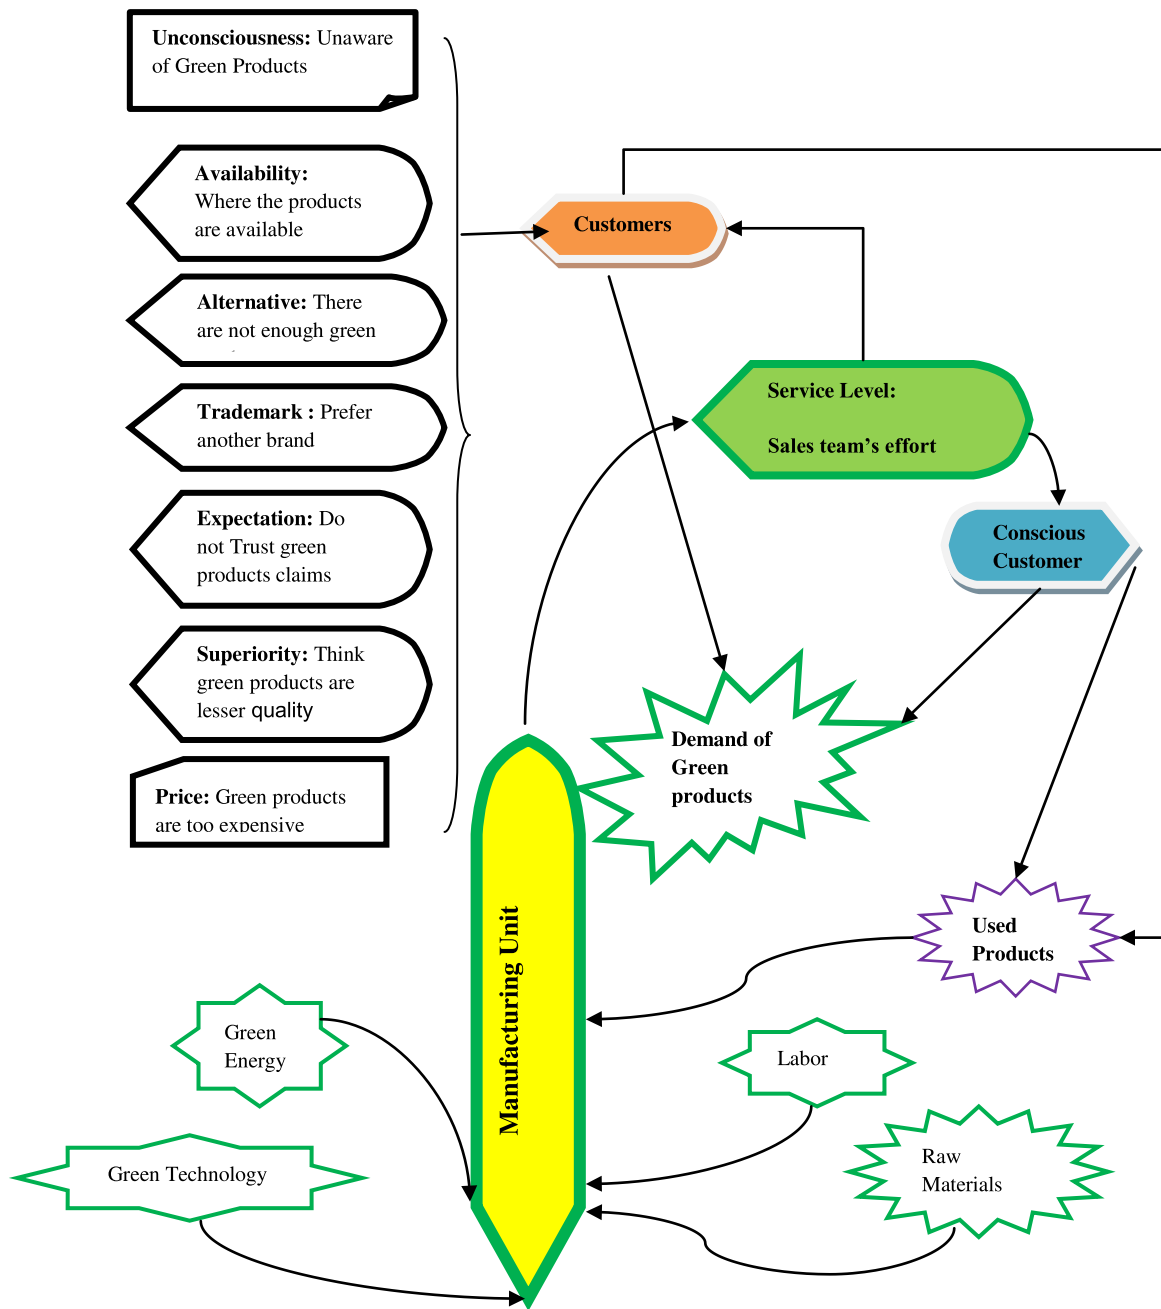 Unconsciousness: Unaware
of Green Products
Availability:
Where the products
are available
Alternative: There
are not enough green
Trademark : Prefer
another brand
Expectation: Do
not Trust green
products claims
Superiority: Think
green products are
lesser quality
Price: Green products
are too expensive
Customers
Service Level:
Sales team's effort
Conscious
Customer
Demand of
Green
products
Used
Products
Manufacturing Unit
Green
Energy
Labor
Green Technology
Raw
Materials